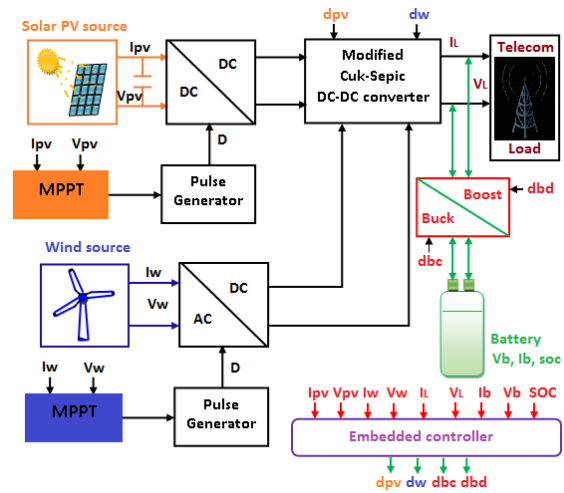 Solar PV source
Ipv
Vpv
DC
DC
dpv
dw
Modified
Cuk-Sepic
DC-DC converter
IL
VL
Telecom
Load
Ipv
Vpv
MPPT
D
Pulse
Generator
Boost
Buck
dbd
dbc
Wind source
Iw
Vw
DC
AC
Battery
Vb, Ib, soc
Iw
Vw
MPPT
D
Pulse
Generator
Ipv Vpv Iw Vw IL VL Ib Vb SOC
Embedded controller
dpv dw dbc dbd